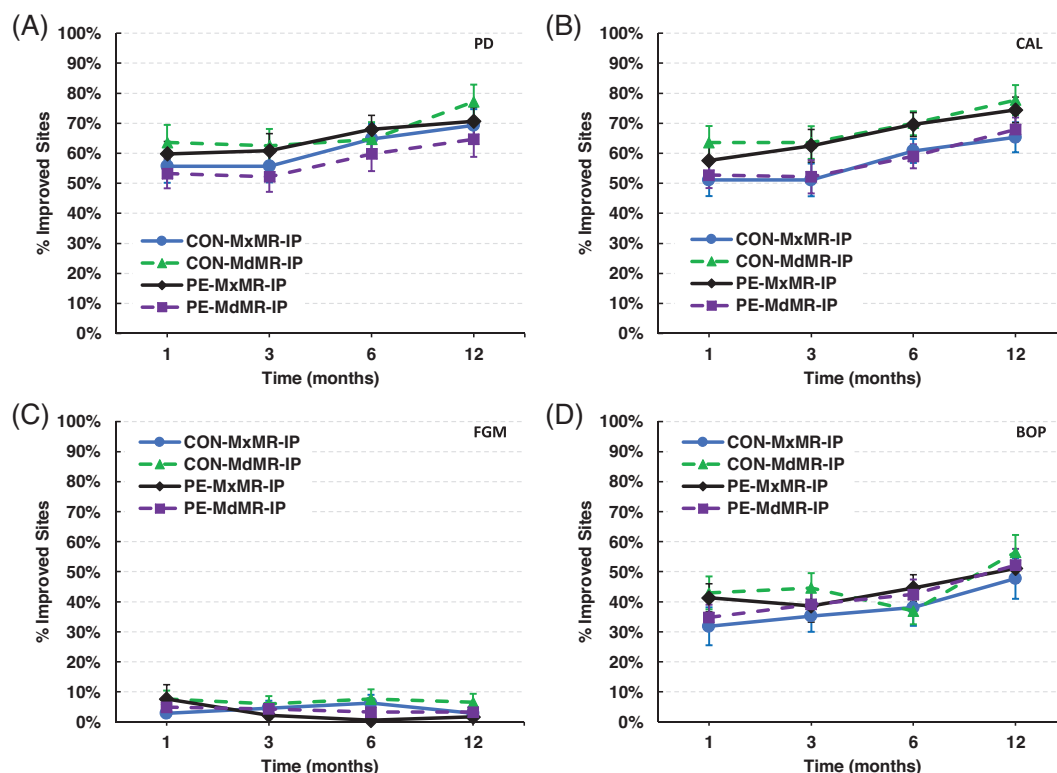 (A)
PD
% Improved Sites
100%
90%
80%
70%
60%
50%
40%
30%
20%
10%
0%
CON-MxMR-IP
CON-MdMR-IP
PE-MxMR-IP
PE-MdMR-IP
1 3 6 12
Time (months)
(B)
CAL
% Improved Sites
100%
90%
80%
70%
60%
50%
40%
30%
20%
10%
0%
CON-MxMR-IP
CON-MdMR-IP
PE-MxMR-IP
PE-MdMR-IP
1 3 6 12
Time (months)
(C)
FGM
% Improved Sites
100%
90%
80%
70%
60%
50%
40%
30%
20%
10%
0%
CON-MxMR-IP
CON-MdMR-IP
PE-MxMR-IP
PE-MdMR-IP
1 3 6 12
Time (months)
(D)
BOP
% Improved Sites
100%
90%
80%
70%
60%
50%
40%
30%
20%
10%
0%
CON-MxMR-IP
CON-MdMR-IP
PE-MxMR-IP
PE-MdMR-IP
1 3 6 12
Time (months)